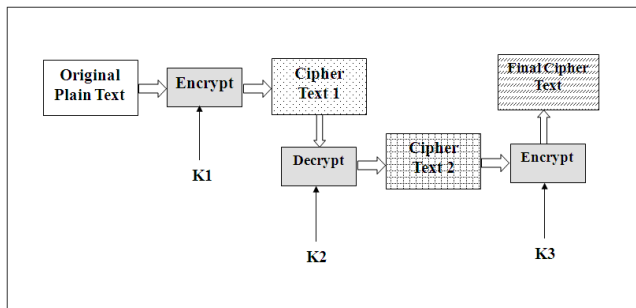 Original
Plain Text
Encrypt
Cipher
Text 1
Final Cipher
Text
Decrypt
Cipher
Text 2
Encrypt
K1
K2
K3